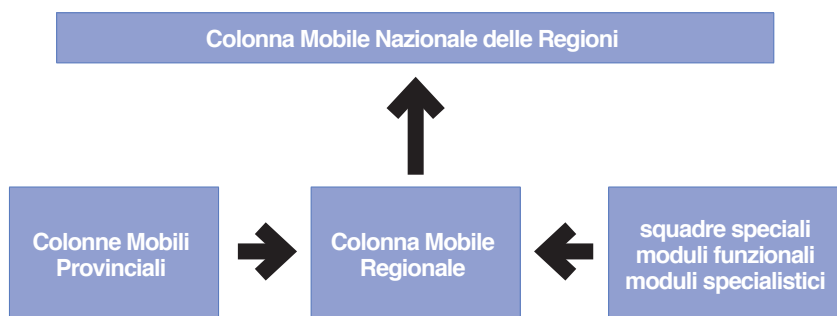 Colonna Mobile Nazionale delle Regioni
Colonne Mobili
Provinciali
Colonna Mobile
Regionale
squadre speciali
moduli funzionali
moduli specialistici